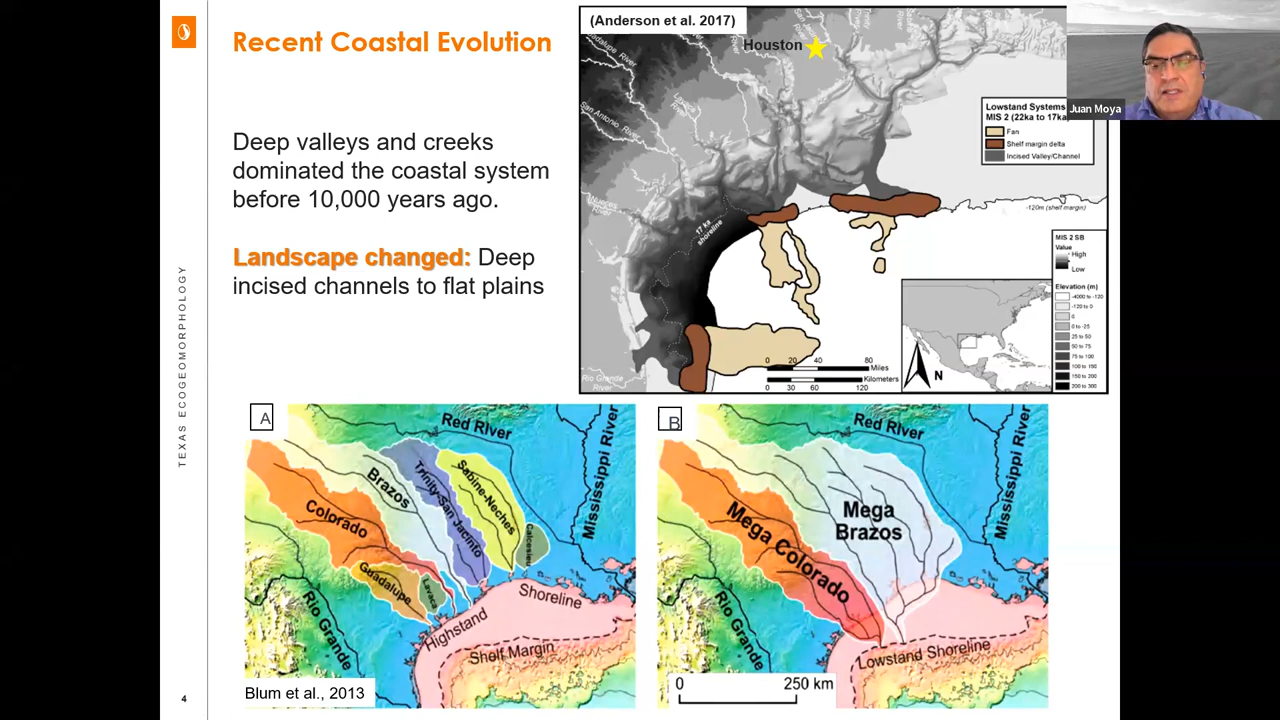 Recent Coastal Evolution
Deep valleys and creeks
dominated the coastal system
before 10,000 years ago.
Landscape changed: Deep
incised channels to flat plains
TEXAS ECOGEOMORPHOLOGY
4
(Anderson et al. 2017)
Houston
Guadalupe River
San Antonio River
Lavaca River
Nueces
River
Rio Grande
River
17 ka
shoreline
-120m (shelf margin)
Lowstand Systems
MIS 2 (22ka to 17ka)
Fan
Shelf margin delta
Incised Valley/Channel
MIS 2 SB
Value
High
Low
Elevation (m)
-4000 to -120
-120 to 0
0
0 to -25
25 to 50
50 to 75
75 to 100
100 to 150
150 to 200
200 to 300
N
0 20 40 80
Miles
Kilometers
0 30 60 120
Juan Moya
A
Red River
Mississippi River
Brazos
Trinity-San Jacinto
Sabine-Neches
Calcasieu
Colorado
Guadalupe
Lavaca
Rio Grande
Highstand
Shoreline
Shelf Margin
Blum et al., 2013
B
Red River
Mississippi River
Mega
Brazos
Mega Colorado
Rio Grande
Lowstand Shoreline
0 250 km